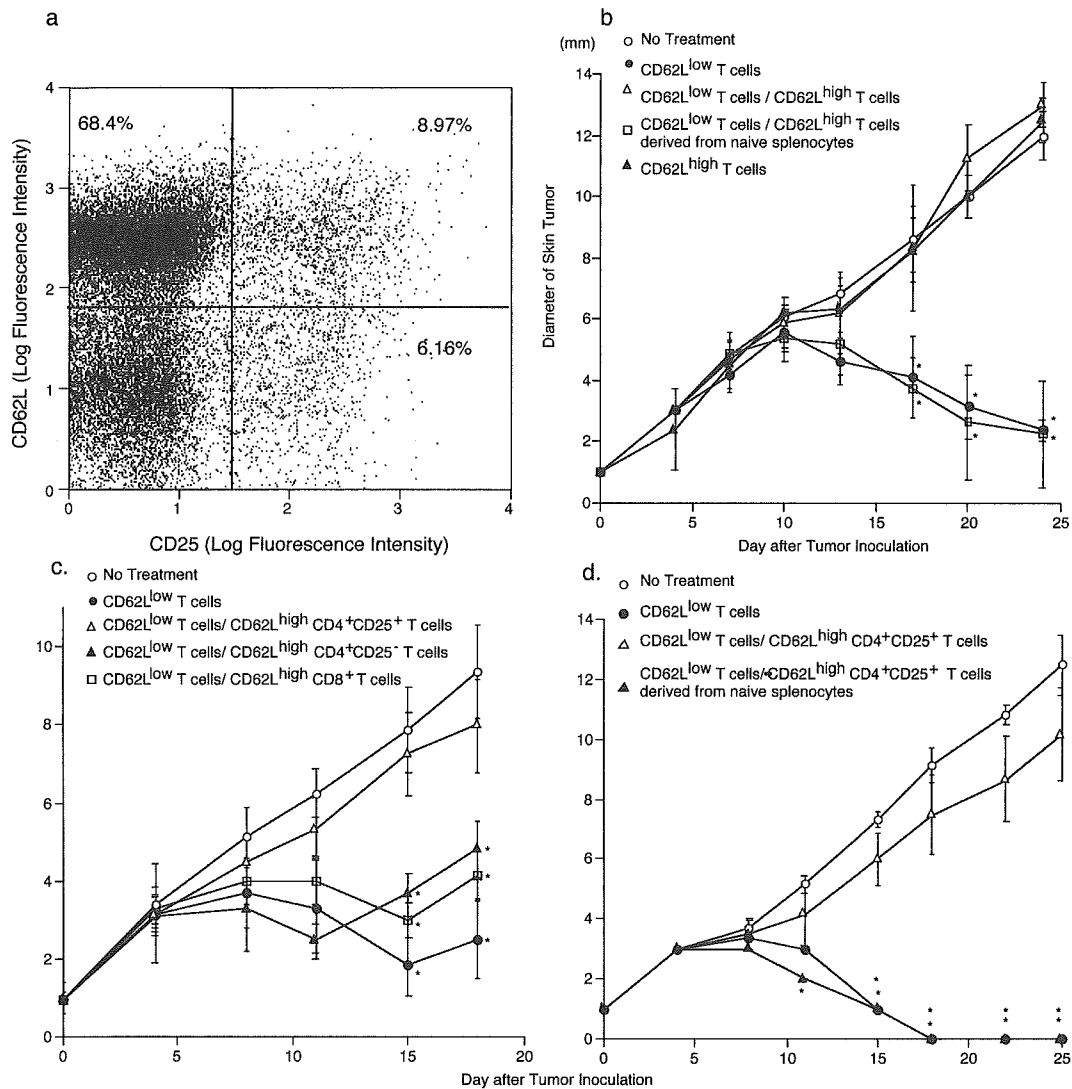 a
4
3
2
1
0
68.4%
8.97%
6.16%
CD62L (Log Fluorescence Intensity)
0 1 2 3 4
CD25 (Log Fluorescence Intensity)
b
(mm)
No Treatment
CD62Llow T cells
CD62Llow T cells / CD62Lhigh T cells
CD62Llow T cells / CD62Lhigh T cells
derived from naive splenocytes
CD62Lhigh T cells
14
12
10
8
6
4
2
0
Diameter of Skin Tumor
* *
* *
* *
0 5 10 15 20 25
Day after Tumor Inoculation
c.
No Treatment
CD62Llow T cells
CD62Llow T cells/ CD62Lhigh CD4+CD25+ T cells
CD62Llow T cells/ CD62Lhigh CD4+CD25- T cells
CD62Llow T cells/ CD62Lhigh CD8+ T cells
10
8
6
4
2
0
* * *
* * *
0 5 10 15 20
d.
No Treatment
CD62Llow T cells
CD62Llow T cells/ CD62Lhigh CD4+CD25+ T cells
CD62Llow T cells/ CD62Lhigh CD4+CD25+ T cells
derived from naive splenocytes
14
12
10
8
6
4
2
0
*
* *
* *
* *
* *
0 5 10 15 20 25
Day after Tumor Inoculation